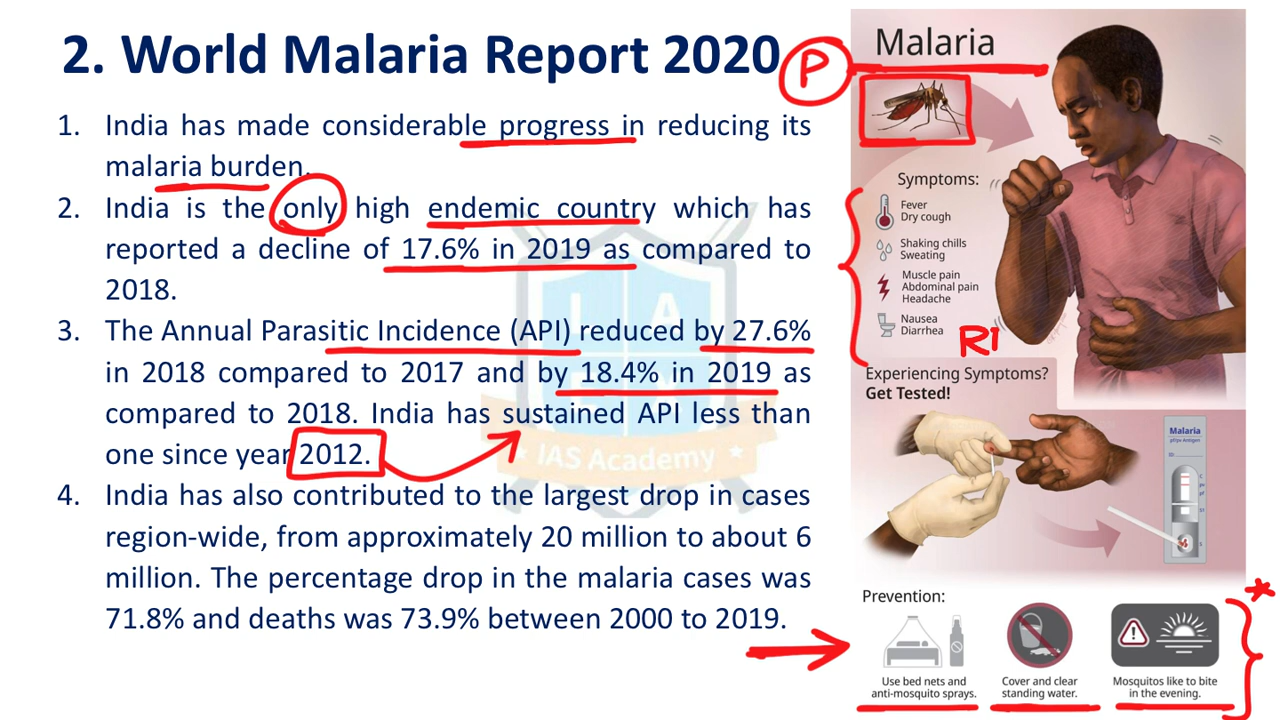 2. World Malaria Report 2020
P
1. India has made considerable progress in reducing its
malaria burden.
2. India is the only high endemic country which has
reported a decline of 17.6% in 2019 as compared to
2018.
3. The Annual Parasitic Incidence (API) reduced by 27.6%
in 2018 compared to 2017 and by 18.4% in 2019 as
compared to 2018. India has sustained API less than
one since year 2012.
4. India has also contributed to the largest drop in cases
region-wide, from approximately 20 million to about 6
million. The percentage drop in the malaria cases was
71.8% and deaths was 73.9% between 2000 to 2019.
IAS Academy
Malaria
Symptoms:
Fever
Dry cough
Shaking chills
Sweating
Muscle pain
Abdominal pain
Headache
Nausea
Diarrhea
Experiencing Symptoms?
Get Tested!
Malaria
Prevention:
Use bed nets and
anti-mosquito sprays.
Cover and clear
standing water.
Mosquitos like to bite
in the evening.